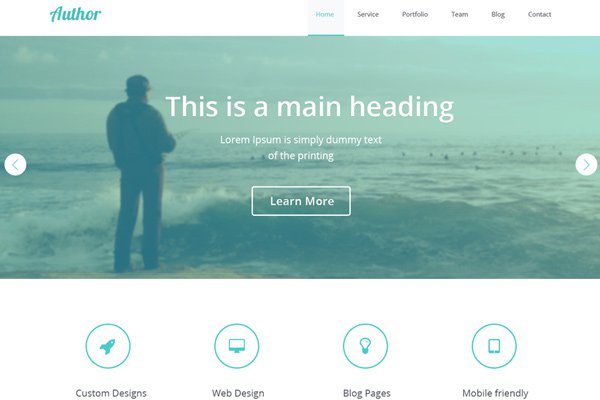 Author
Home
Service
Portfolio
Team
Blog
Contact
This is a main heading
Lorem Ipsum is simply dummy text
of the printing
Learn More
Custom Designs
Web Design
Blog Pages
Mobile friendly